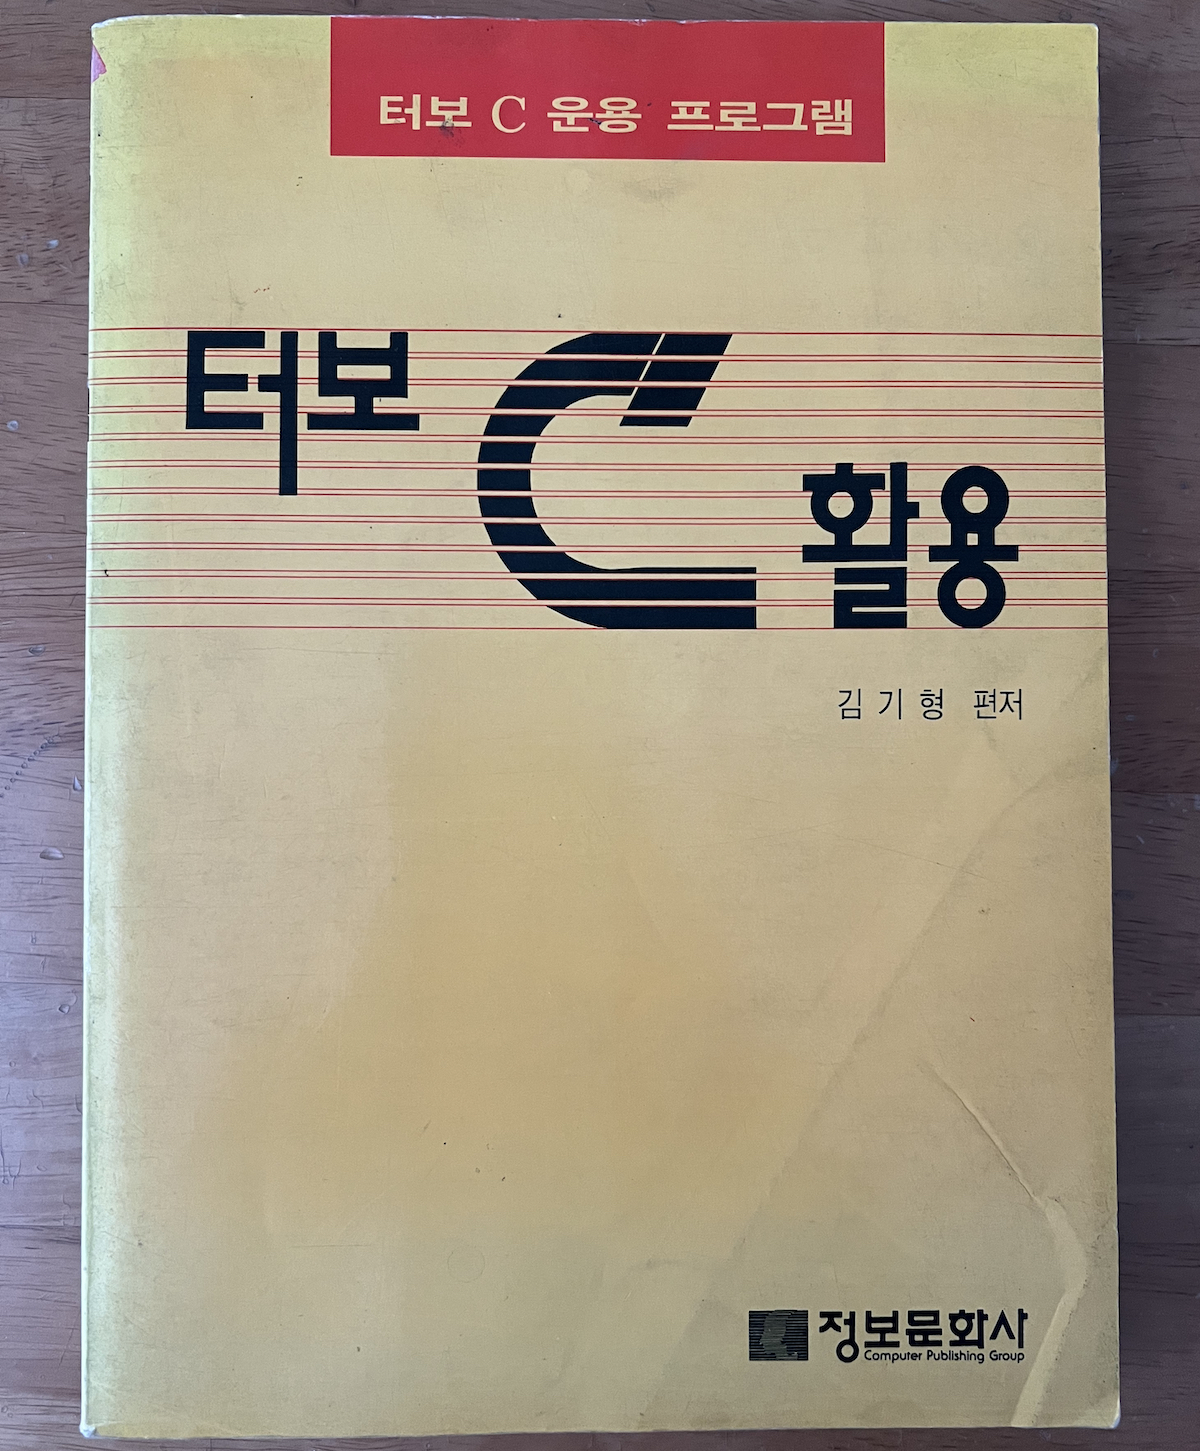 터보 C 운용 프로그램
터보 C 활용
김기형 편저
정보문화사
Computer Publishing Group